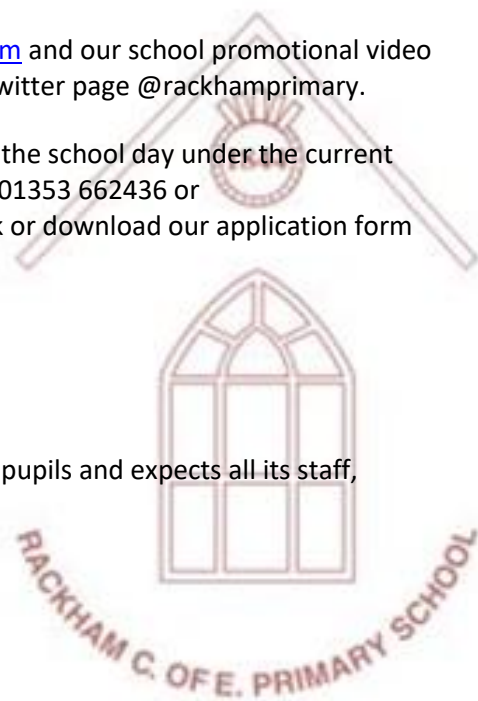 m and our school promotional video
witter page @rackhamprimary.
the school day under the current
01353 662436 or
k or download our application form
pupils and expects all its staff,
RACKHAM C. OF E. PRIMARY SCHOOL